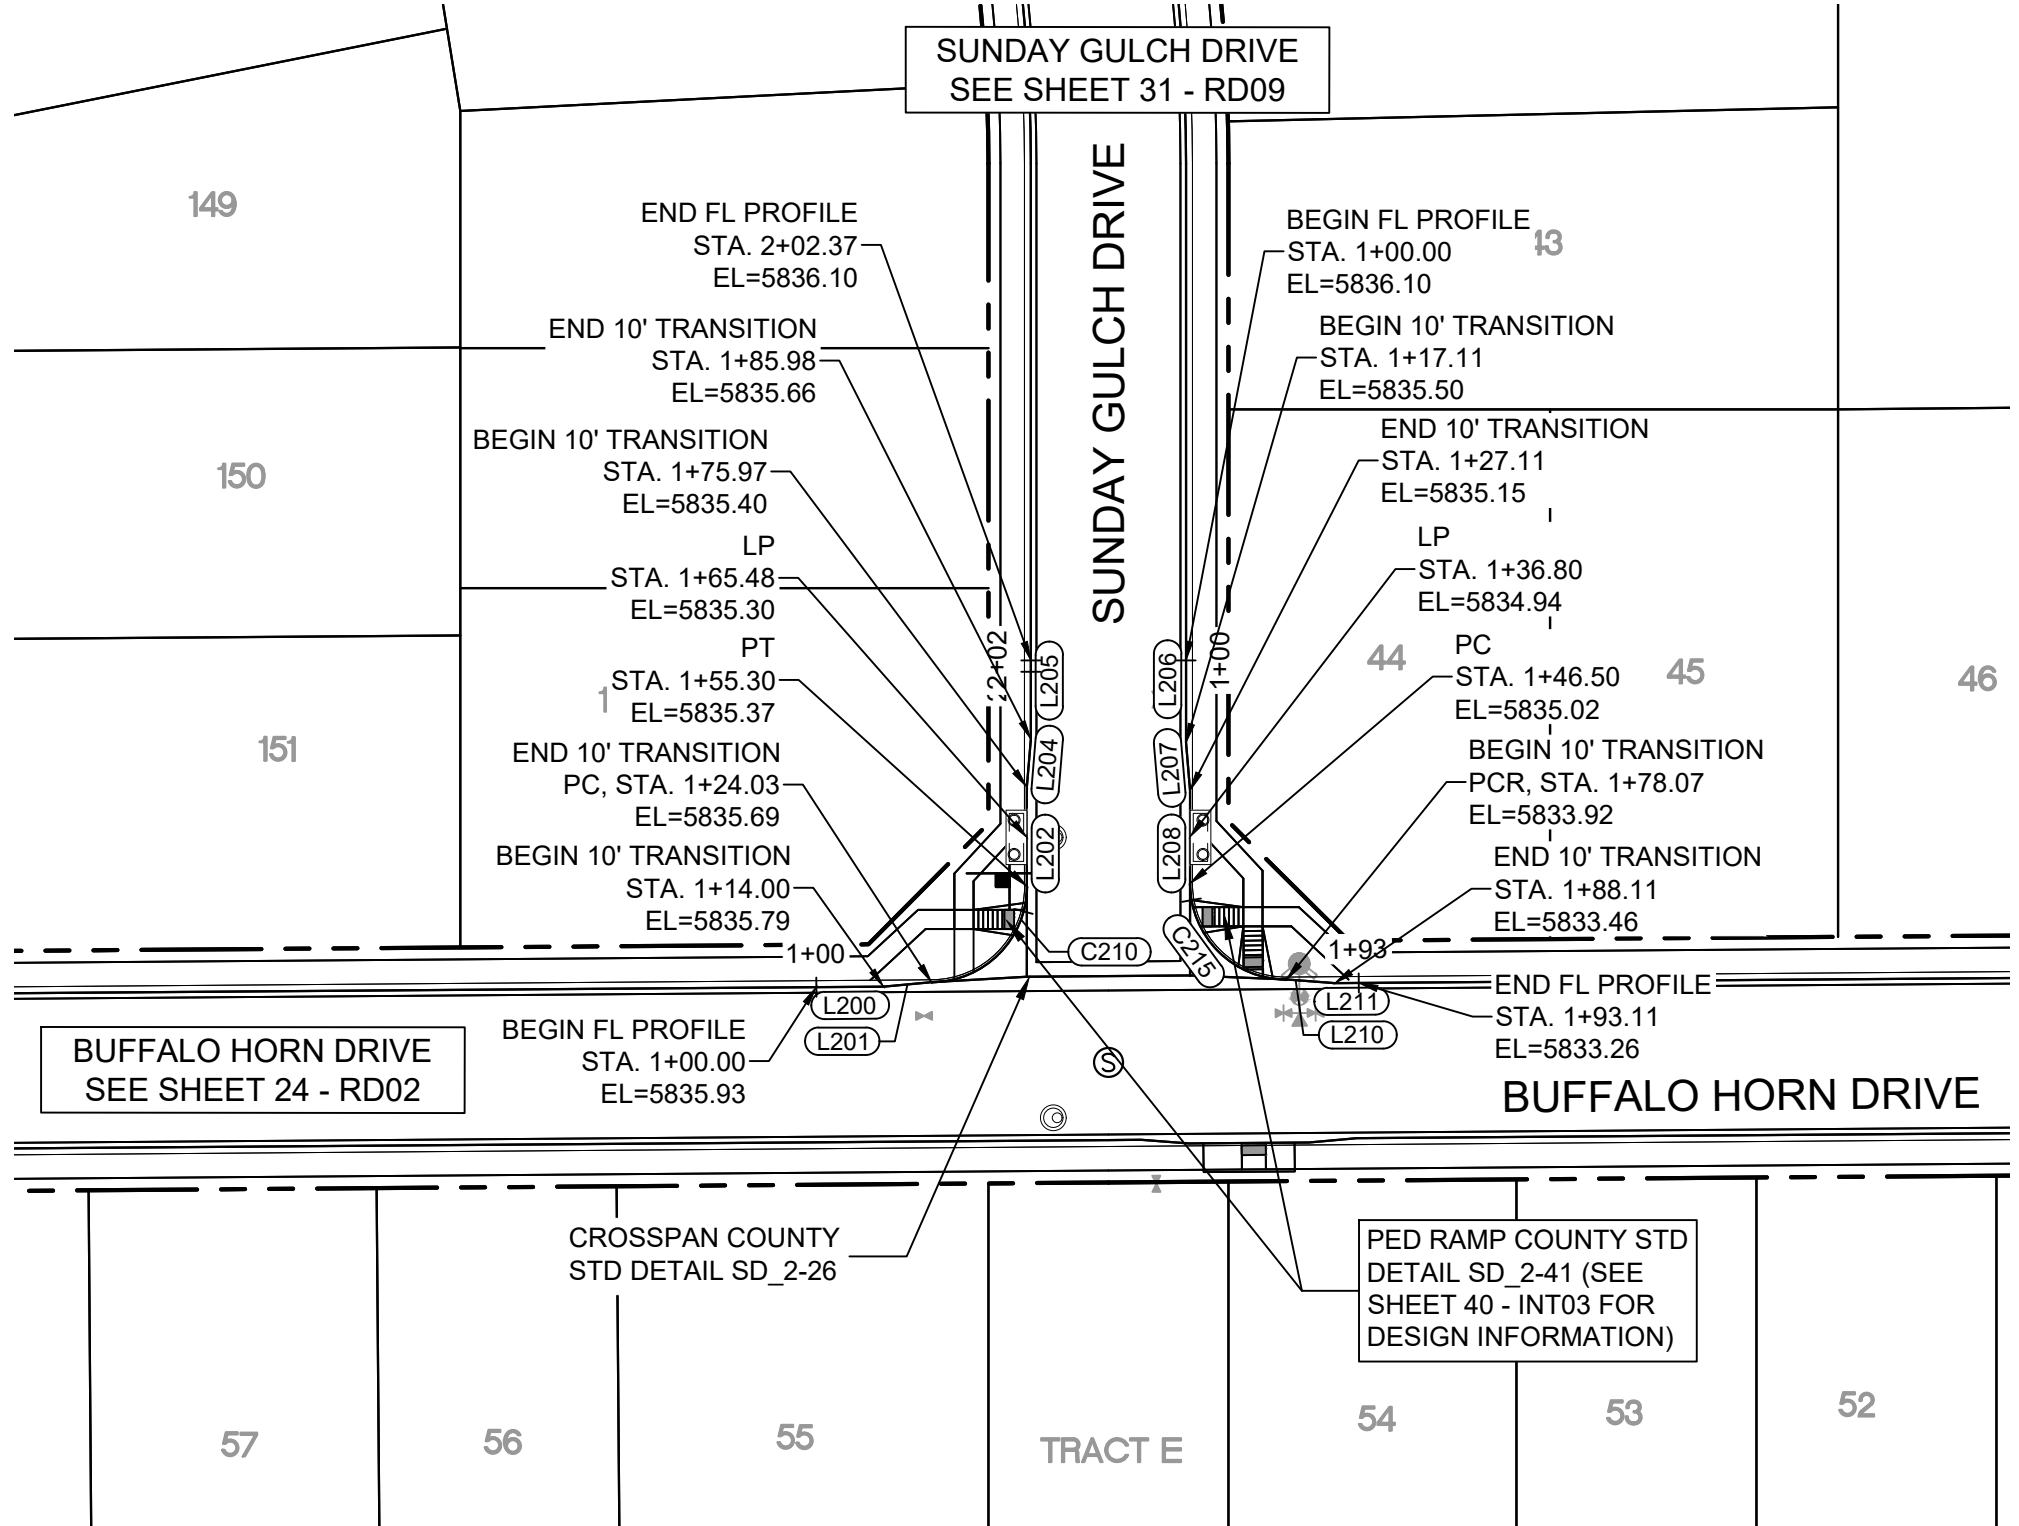 SUNDAY GULCH DRIVE
SEE SHEET 31 - RD09
149
150
151
END FL PROFILE
STA. 2+02.37
EL=5836.10
END 10' TRANSITION
STA. 1+85.98
EL=5835.66
BEGIN 10' TRANSITION
STA. 1+75.97
EL=5835.40
LP
STA. 1+65.48
EL=5835.30
PT
STA. 1+55.30
EL=5835.37
END 10' TRANSITION
PC, STA. 1+24.03
EL=5835.69
BEGIN 10' TRANSITION
STA. 1+14.00
EL=5835.79
1+00
L200
L201
BEGIN FL PROFILE
STA. 1+00.00
EL=5835.93
BUFFALO HORN DRIVE
SEE SHEET 24 - RD02
SUNDAY GULCH DRIVE
2+02
L205
L204
L202
C210
L206
L207
L208
C215
1+00
BEGIN FL PROFILE
STA. 1+00.00
EL=5836.10
BEGIN 10' TRANSITION
STA. 1+17.11
EL=5835.50
END 10' TRANSITION
STA. 1+27.11
EL=5835.15
LP
STA. 1+36.80
EL=5834.94
PC
STA. 1+46.50
EL=5835.02
BEGIN 10' TRANSITION
PCR, STA. 1+78.07
EL=5833.92
END 10' TRANSITION
STA. 1+88.11
EL=5833.46
1+93
END FL PROFILE
STA. 1+93.11
EL=5833.26
L211
L210
S
44
45
46
BUFFALO HORN DRIVE
CROSSPAN COUNTY
STD DETAIL SD_2-26
PED RAMP COUNTY STD
DETAIL SD_2-41 (SEE
SHEET 40 - INT03 FOR
DESIGN INFORMATION)
57
56
55
TRACT E
54
53
52